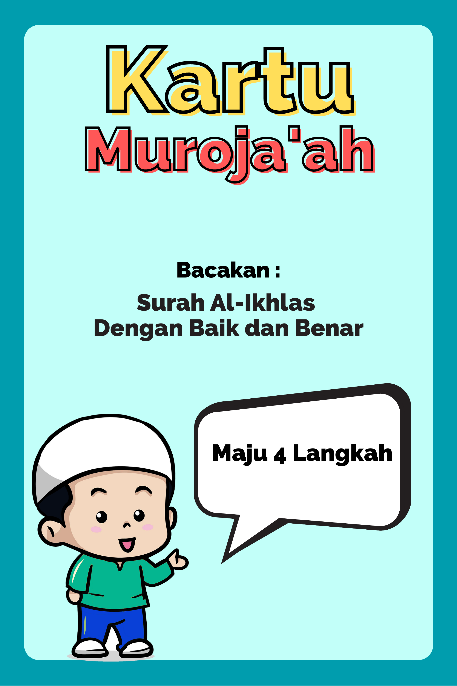 Kartu
Muroja'ah
Bacakan :
Surah Al-Ikhlas
Dengan Baik dan Benar
Maju 4 Langkah